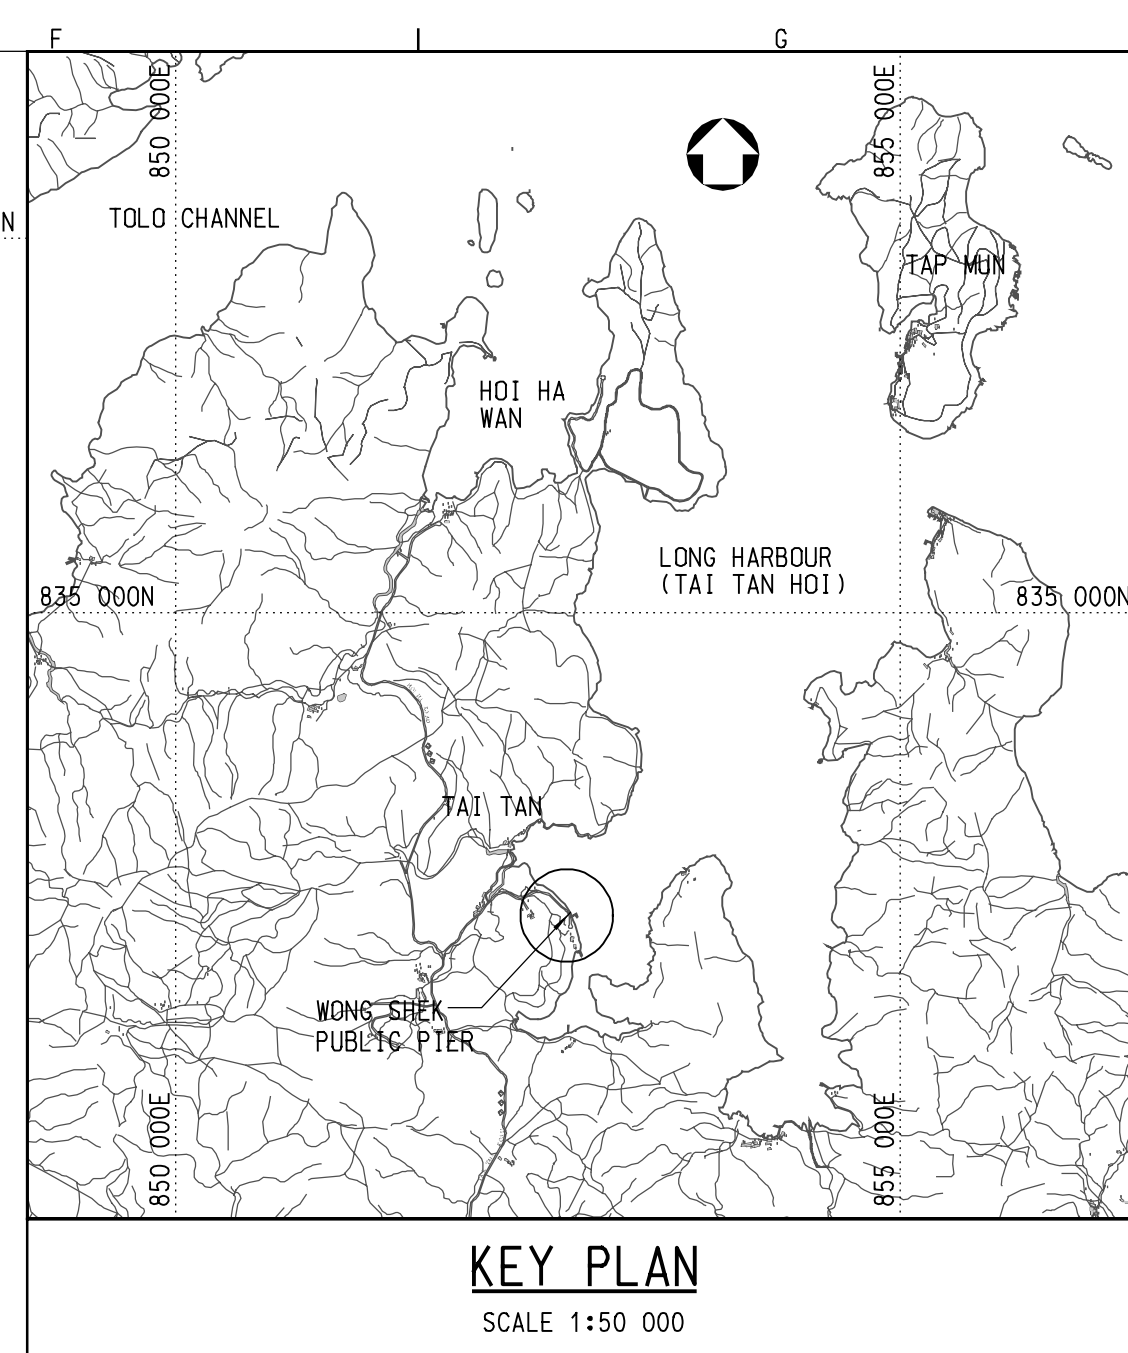 F
G
850 000E
855 000E
N
TOLO CHANNEL
TAP MUN
HOI HA
WAN
LONG HARBOUR
(TAI TAN HOI)
835 000N
835 000N
TAI TAN
WONG SHEK
PUBLIC PIER
850 000E
855 000E
KEY PLAN
SCALE 1:50 000